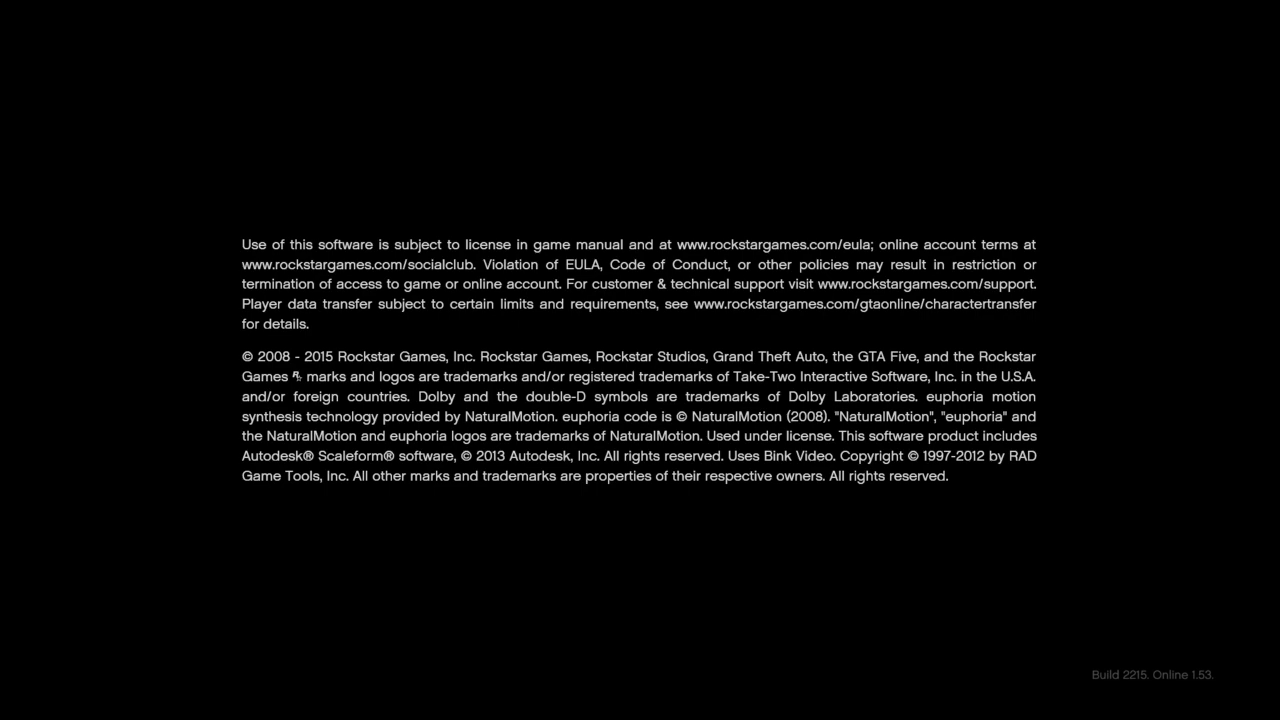 Use of this software is subject to license in game manual and at www.rockstargames.com/eula; online account terms at
www.rockstargames.com/socialclub. Violation of EULA, Code of Conduct, or other policies may result in restriction or
termination of access to game or online account. For customer & technical support visit www.rockstargames.com/support.
Player data transfer subject to certain limits and requirements, see www.rockstargames.com/gtaonline/charactertransfer
for details.
© 2008 - 2015 Rockstar Games, Inc. Rockstar Games, Rockstar Studios, Grand Theft Auto, the GTA Five, and the Rockstar
Games R* marks and logos are trademarks and/or registered trademarks of Take-Two Interactive Software, Inc. in the U.S.A.
and/or foreign countries. Dolby and the double-D symbols are trademarks of Dolby Laboratories. euphoria motion
synthesis technology provided by NaturalMotion. euphoria code is © NaturalMotion (2008). "NaturalMotion", "euphoria" and
the NaturalMotion and euphoria logos are trademarks of NaturalMotion. Used under license. This software product includes
Autodesk® Scaleform® software, © 2013 Autodesk, Inc. All rights reserved. Uses Bink Video. Copyright © 1997-2012 by RAD
Game Tools, Inc. All other marks and trademarks are properties of their respective owners. All rights reserved.
Build 2215. Online 1.53.